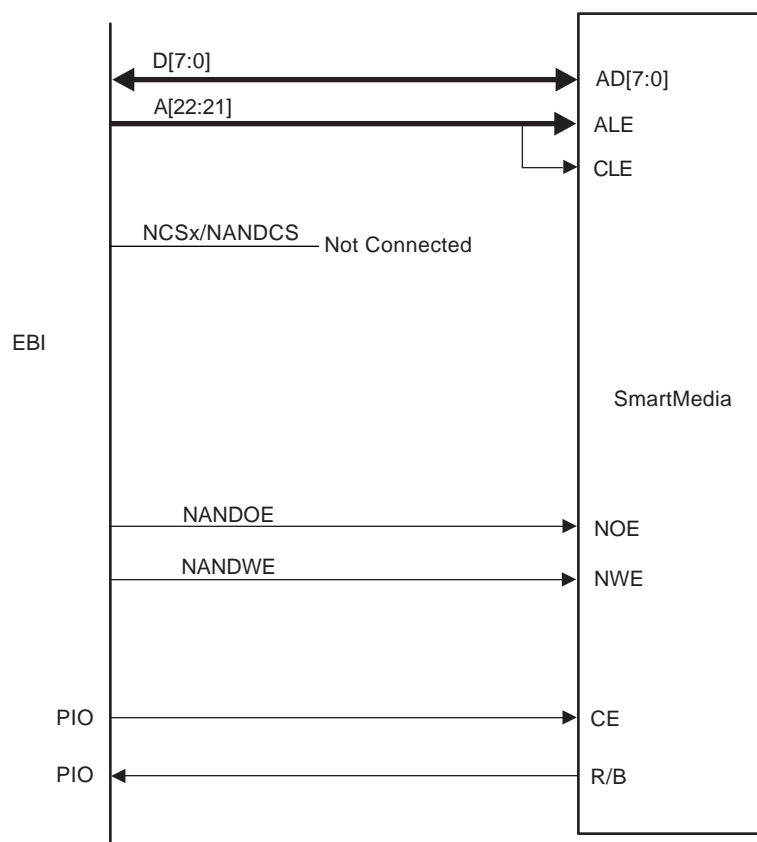 D[7:0]
AD[7:0]
A[22:21]
ALE
CLE
NCSx/NANDCS
Not Connected
EBI
SmartMedia
NANDOE
NOE
NANDWE
NWE
PIO
CE
PIO
R/B